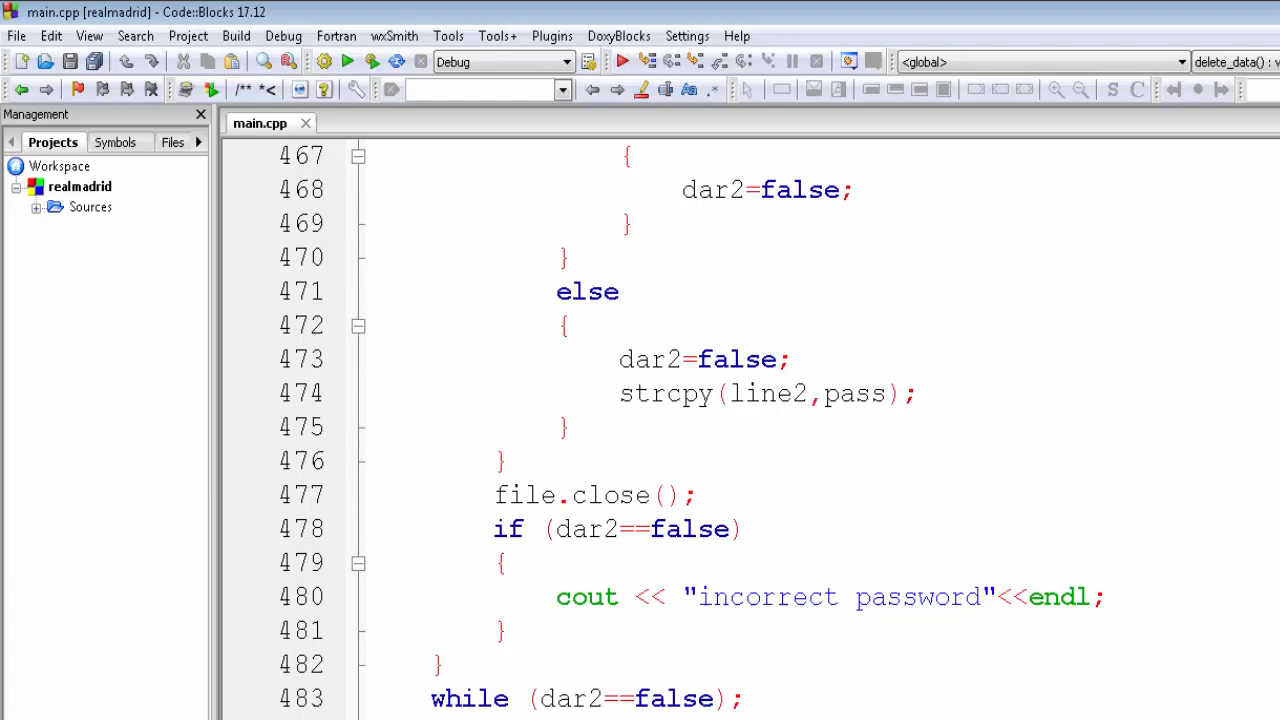 main.cpp [realmadrid] - Code::Blocks 17.12
File Edit View Search Project Build Debug Fortran wxSmith Tools Tools+ Plugins DoxyBlocks Settings Help
Debug <global> delete_data() : v
/** *<
S C
Management
main.cpp
Projects Symbols Files
Workspace
realmadrid
Sources
467 {
468 dar2=false;
469 }
470 }
471 else
472 {
473 dar2=false;
474 strcpy(line2,pass);
475 }
476 }
477 file.close();
478 if (dar2==false)
479 {
480 cout << "incorrect password"<<endl;
481 }
482 }
483 while (dar2==false);